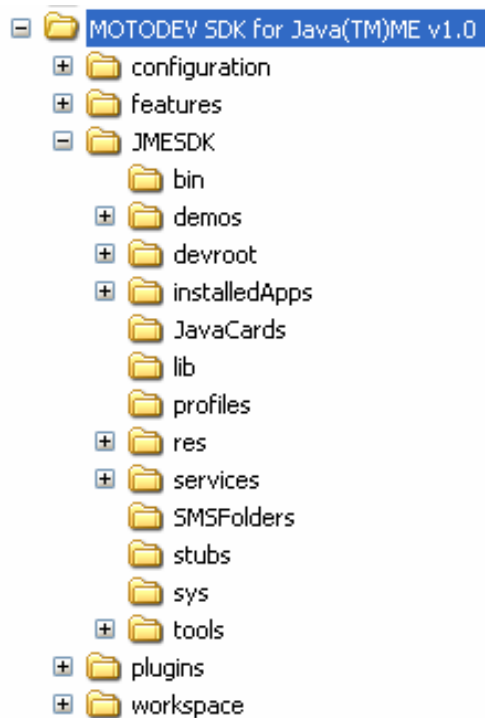 MOTODEV SDK for Java(TM)ME v1.0
configuration
features
JMESDK
bin
demos
devroot
installedApps
JavaCards
lib
profiles
res
services
SMSFolders
stubs
sys
tools
plugins
workspace